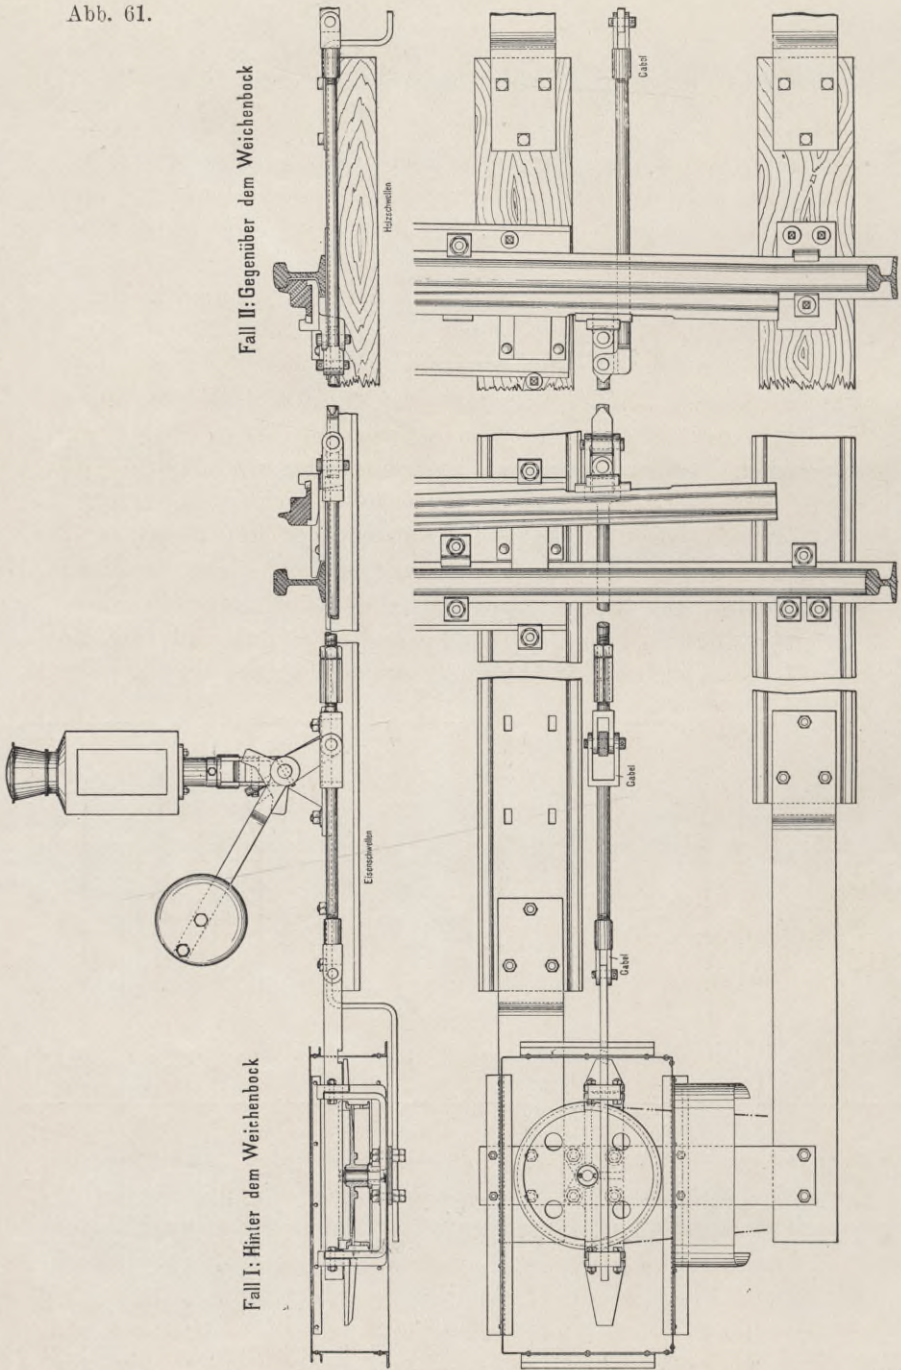 Abb. 61.
Fall II: Gegenüber dem Weichenbock
Holzschwellen
Gabel
Eisenschwellen
Gabel
Gabel
Fall I: Hinter dem Weichenbock